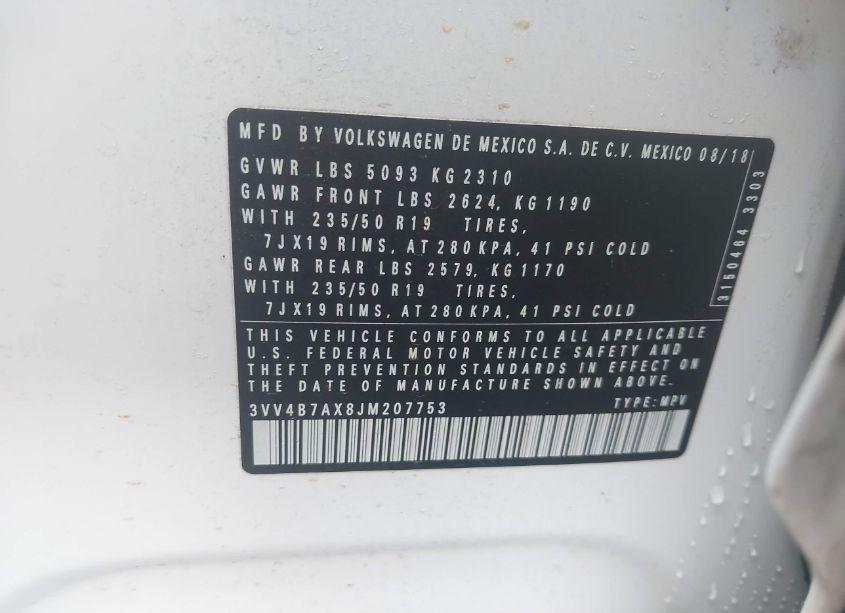 MFD BY VOLKSWAGEN DE MEXICO S.A. DE C.V. MEXICO 08/18
GVWR LBS 5093 KG 2310
GAWR FRONT LBS 2624, KG 1190
WITH 235/50 R19 TIRES,
7JX19 RIMS, AT 280 KPA, 41 PSI COLD
GAWR REAR LBS 2579, KG 1170
WITH 235/50 R19 TIRES,
7JX19 RIMS, AT 280 KPA, 41 PSI COLD
3150464 3303
THIS VEHICLE CONFORMS TO ALL APPLICABLE
U.S. FEDERAL MOTOR VEHICLE SAFETY AND
THEFT PREVENTION STANDARDS IN EFFECT ON
THE DATE OF MANUFACTURE SHOWN ABOVE.
3VV4B7AX8JM207753 TYPE: MPV